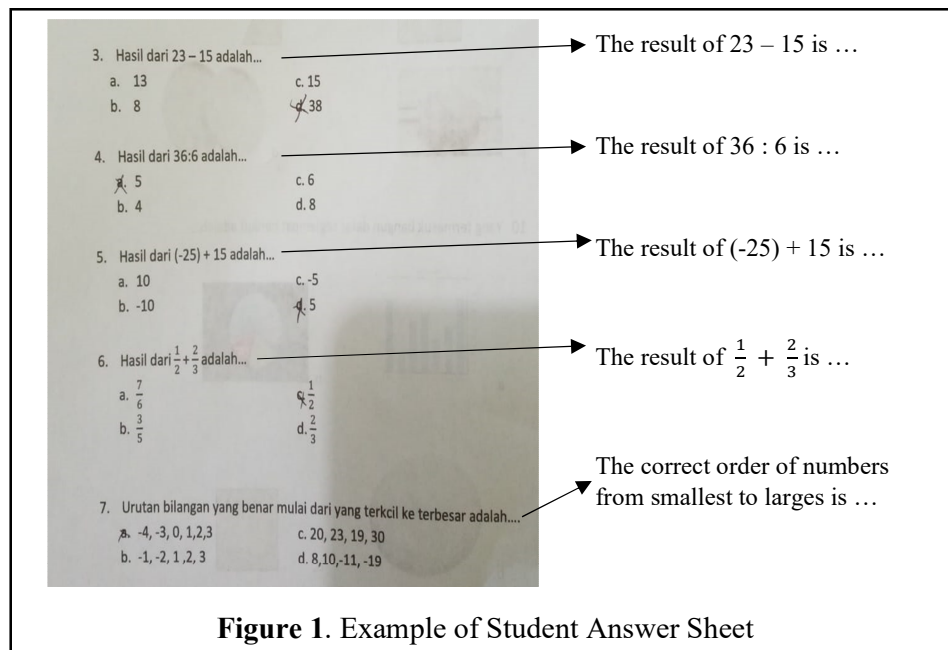 3. Hasil dari 23 – 15 adalah...
a. 13 c. 15
b. 8 d. 38
4. Hasil dari 36:6 adalah...
a. 5 c. 6
b. 4 d. 8
5. Hasil dari (-25) + 15 adalah...
a. 10 c. -5
b. -10 d. 5
6. Hasil dari 1/2 + 2/3 adalah...
a. 7/6 c. 1/2
b. 3/5 d. 2/3
7. Urutan bilangan yang benar mulai dari yang terkcil ke terbesar adalah....
a. -4, -3, 0, 1,2,3 c. 20, 23, 19, 30
b. -1, -2, 1 ,2, 3 d. 8,10,-11, -19
The result of 23 – 15 is …
The result of 36 : 6 is …
The result of (-25) + 15 is …
The result of 1/2 + 2/3 is …
The correct order of numbers
from smallest to larges is …
Figure 1. Example of Student Answer Sheet